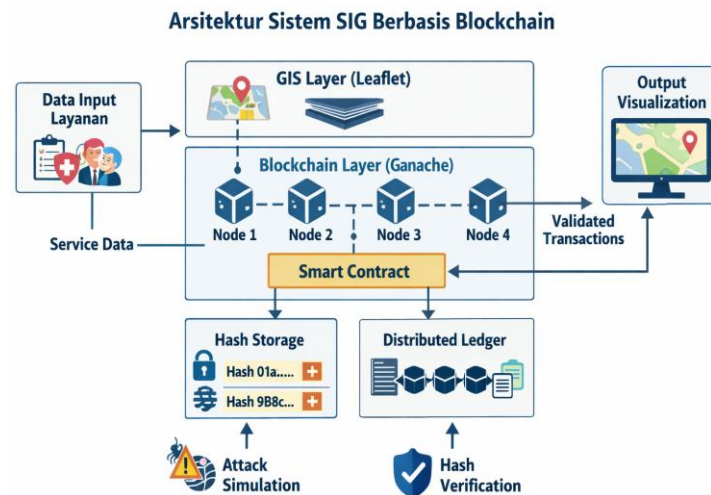 Arsitektur Sistem SIG Berbasis Blockchain
Data Input
Layanan
GIS Layer (Leaflet)
Output
Visualization
Blockchain Layer (Ganache)
Node 1
Node 2
Node 3
Node 4
Service Data
Validated
Transactions
Smart Contract
Hash Storage
Hash 01a.....
Hash 9B8c...
Distributed Ledger
Attack
Simulation
Hash
Verification